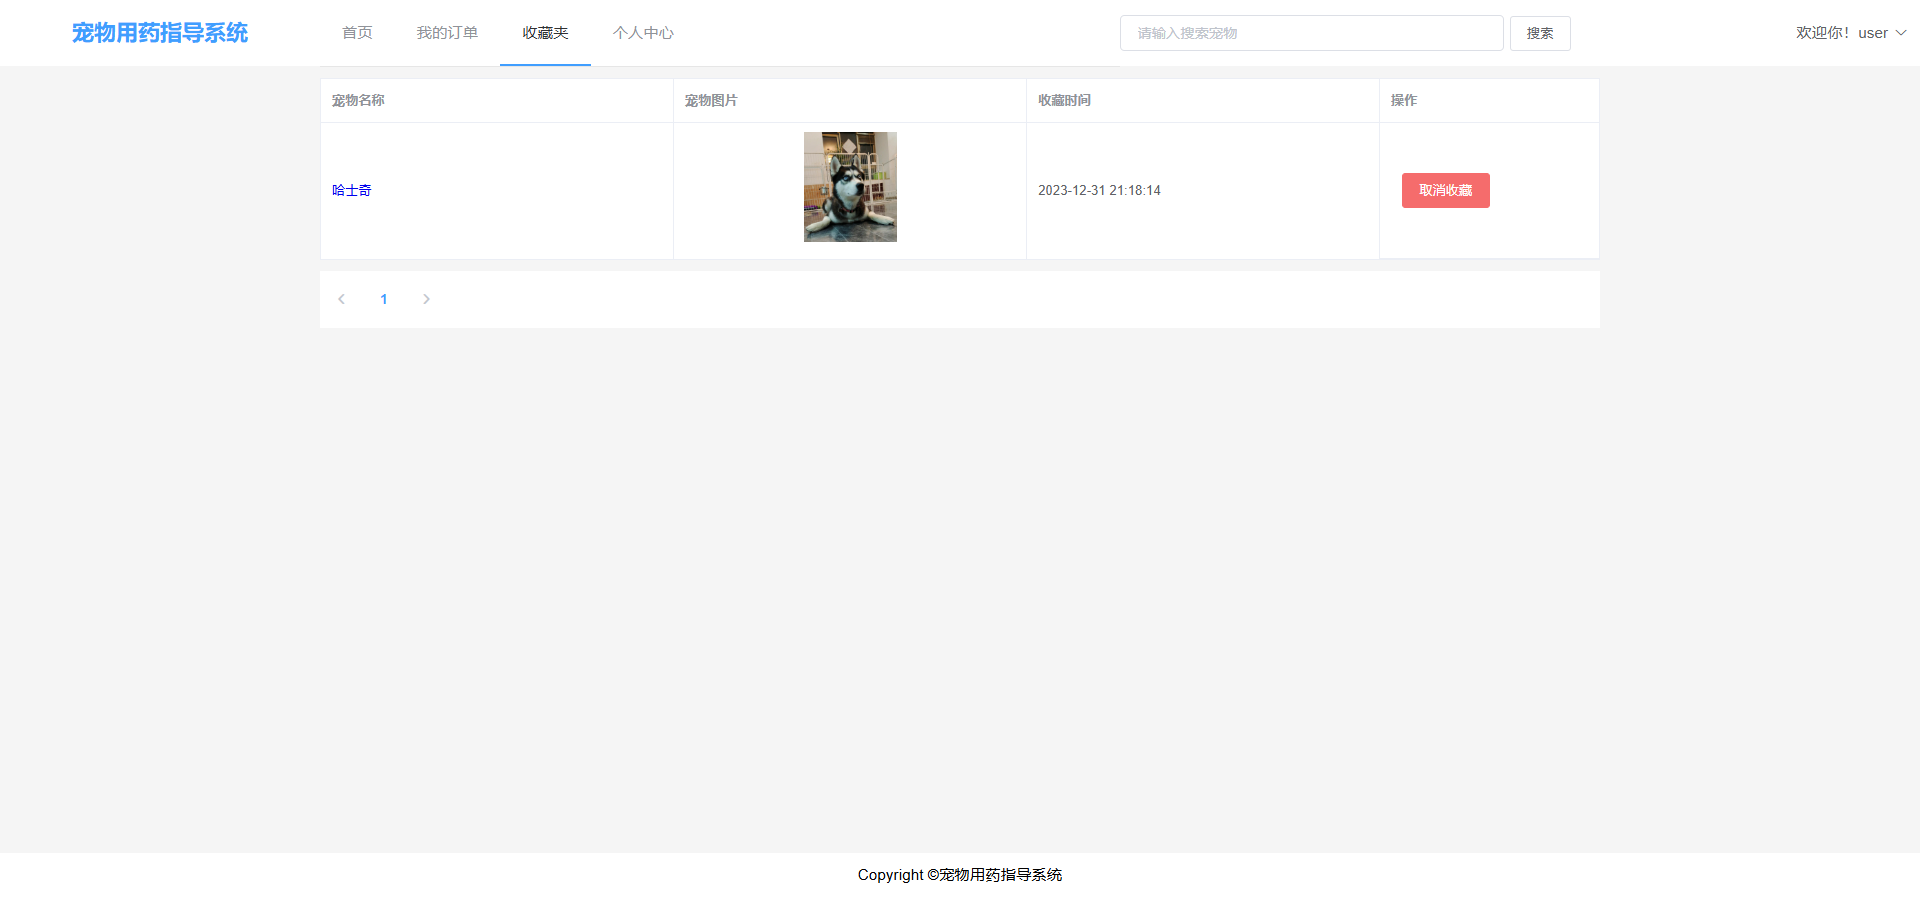 宠物用药指导系统
首页 我的订单 收藏夹 个人中心
请输入搜索宠物 搜索
欢迎你！user
宠物名称 宠物图片 收藏时间 操作
哈士奇 2023-12-31 21:18:14 取消收藏
1
Copyright ©宠物用药指导系统